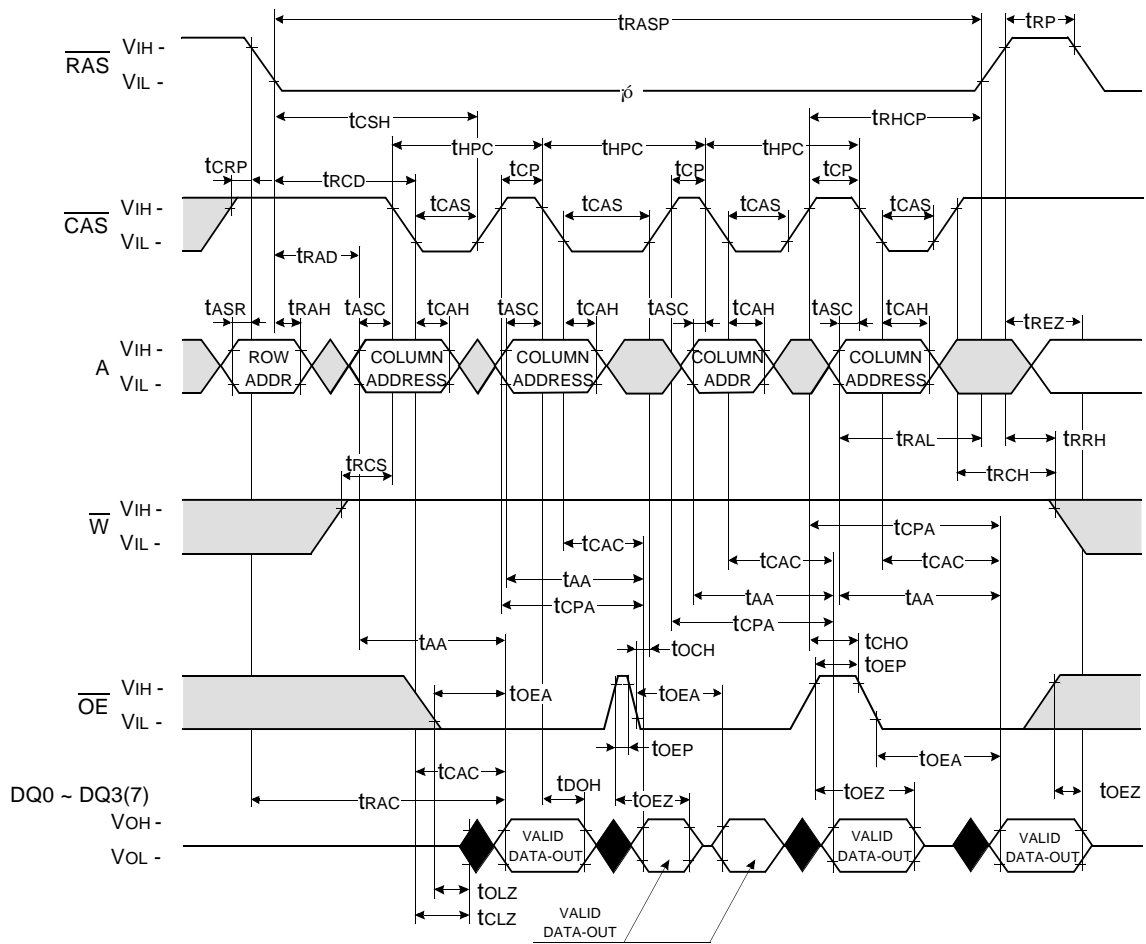 tRASP
tRP
RAS
VIH -
VIL -
¡ó
tCSH
tRHCP
tHPC
tHPC
tHPC
tCRP
tRCD
tCP
tCP
tCP
CAS
VIH -
VIL -
tCAS
tCAS
tCAS
tCAS
tRAD
tASR
tRAH
tASC
tCAH
tASC
tCAH
tASC
tCAH
tASC
tCAH
tREZ
A
VIH -
VIL -
ROW
ADDR
COLUMN
ADDRESS
COLUMN
ADDRESS
COLUMN
ADDR
COLUMN
ADDRESS
tRAL
tRRH
tRCS
tRCH
W
VIH -
VIL -
tCPA
tCAC
tCAC
tCAC
tAA
tAA
tAA
tCPA
tCPA
tAA
tOCH
tCHO
tOEP
OE
VIH -
VIL -
tOEA
tOEA
tOEP
tOEA
tCAC
tDOH
tOEZ
tOEZ
tOEZ
DQ0 ~ DQ3(7)
tRAC
VOH -
VOL -
VALID
DATA-OUT
VALID
DATA-OUT
VALID
DATA-OUT
tOLZ
tCLZ
VALID
DATA-OUT